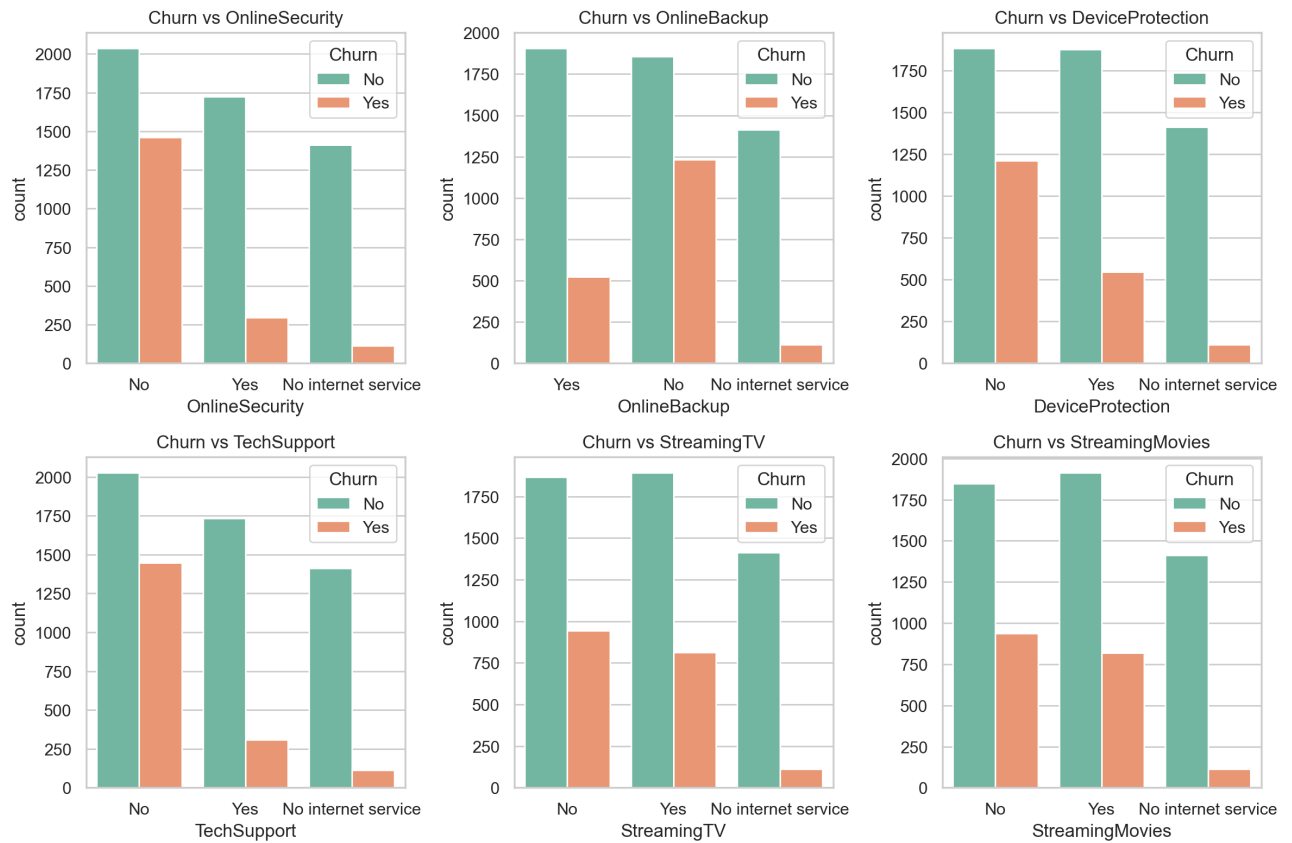 Churn vs OnlineSecurity
Churn
No
Yes
2000
1750
1500
1250
1000
750
500
250
0
count
No Yes No internet service
OnlineSecurity
Churn vs OnlineBackup
Churn
No
Yes
2000
1750
1500
1250
1000
750
500
250
0
count
Yes No No internet service
OnlineBackup
Churn vs DeviceProtection
Churn
No
Yes
1750
1500
1250
1000
750
500
250
0
count
No Yes No internet service
DeviceProtection
Churn vs TechSupport
Churn
No
Yes
2000
1750
1500
1250
1000
750
500
250
0
count
No Yes No internet service
TechSupport
Churn vs StreamingTV
Churn
No
Yes
1750
1500
1250
1000
750
500
250
0
count
No Yes No internet service
StreamingTV
Churn vs StreamingMovies
Churn
No
Yes
2000
1750
1500
1250
1000
750
500
250
0
count
No Yes No internet service
StreamingMovies